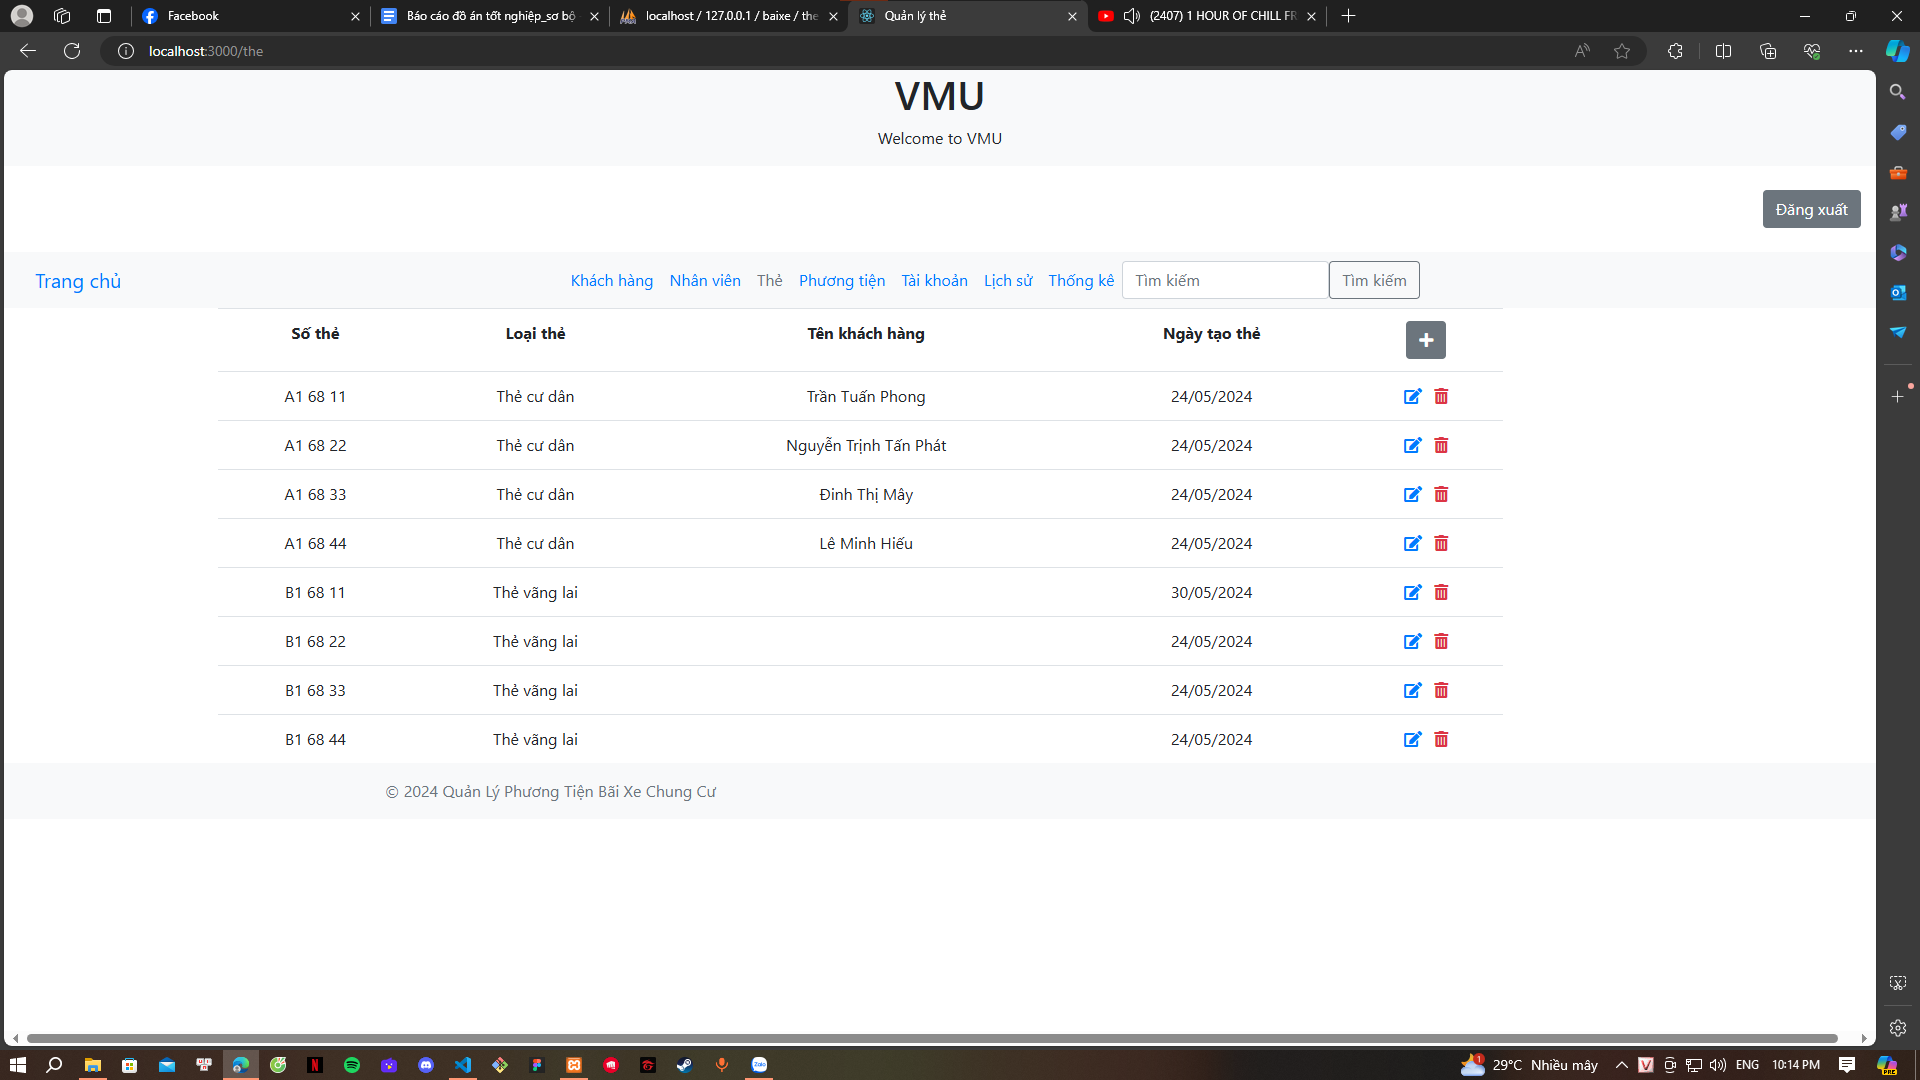 Facebook
Báo cáo đồ án tốt nghiệp_sơ bộ
localhost / 127.0.0.1 / baixe / the
Quản lý thẻ
(2407) 1 HOUR OF CHILL FR
localhost:3000/the
VMU
Welcome to VMU
Đăng xuất
Trang chủ Khách hàng Nhân viên Thẻ Phương tiện Tài khoản Lịch sử Thống kê Tìm kiếm Tìm kiếm
Số thẻ Loại thẻ Tên khách hàng Ngày tạo thẻ
A1 68 11 Thẻ cư dân Trần Tuấn Phong 24/05/2024
A1 68 22 Thẻ cư dân Nguyễn Trịnh Tấn Phát 24/05/2024
A1 68 33 Thẻ cư dân Đinh Thị Mây 24/05/2024
A1 68 44 Thẻ cư dân Lê Minh Hiếu 24/05/2024
B1 68 11 Thẻ vãng lai 30/05/2024
B1 68 22 Thẻ vãng lai 24/05/2024
B1 68 33 Thẻ vãng lai 24/05/2024
B1 68 44 Thẻ vãng lai 24/05/2024
© 2024 Quản Lý Phương Tiện Bãi Xe Chung Cư
1 29°C Nhiều mây ENG 10:14 PM